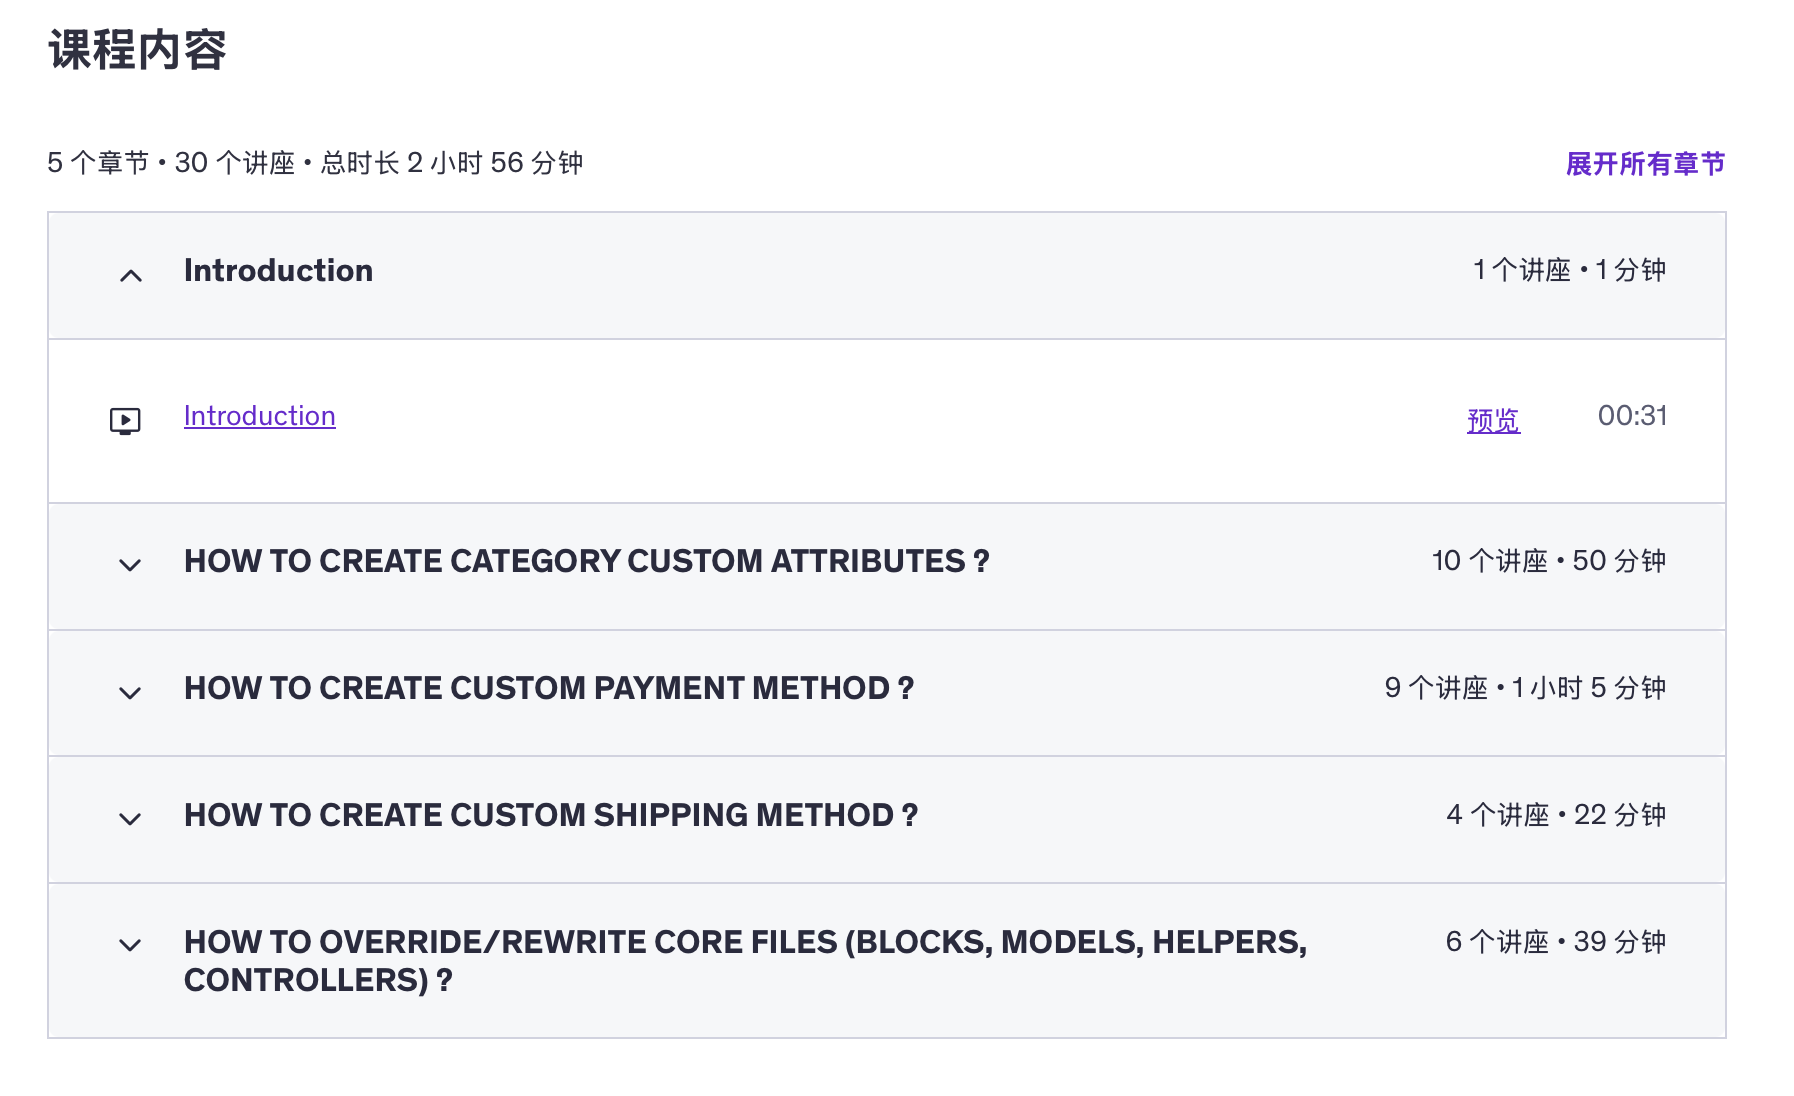 课程内容
5 个章节 • 30 个讲座 • 总时长 2 小时 56 分钟
展开所有章节
Introduction
1 个讲座 • 1 分钟
Introduction
预览
00:31
HOW TO CREATE CATEGORY CUSTOM ATTRIBUTES ?
10 个讲座 • 50 分钟
HOW TO CREATE CUSTOM PAYMENT METHOD ?
9 个讲座 • 1 小时 5 分钟
HOW TO CREATE CUSTOM SHIPPING METHOD ?
4 个讲座 • 22 分钟
HOW TO OVERRIDE/REWRITE CORE FILES (BLOCKS, MODELS, HELPERS,
CONTROLLERS) ?
6 个讲座 • 39 分钟